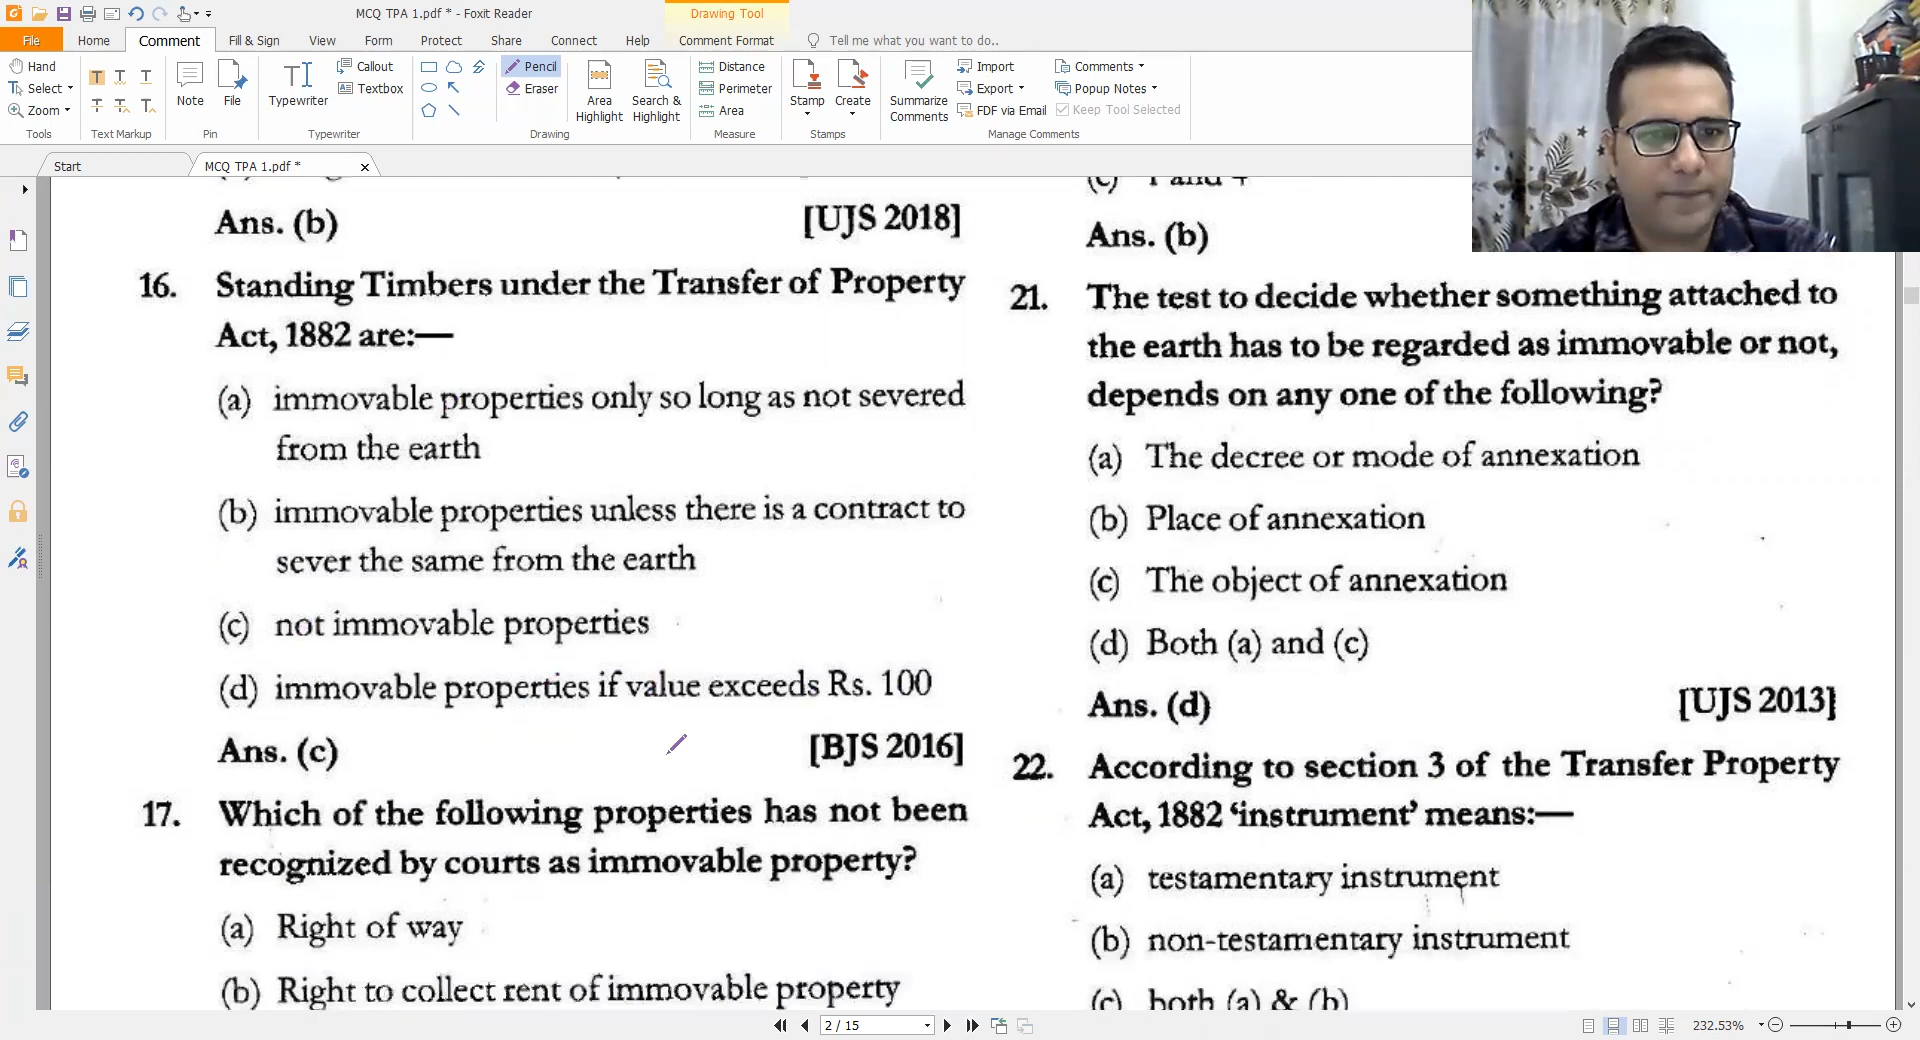 MCQ TPA 1.pdf * - Foxit Reader
Drawing Tool
File
Home
Comment
Fill & Sign
View
Form
Protect
Share
Connect
Help
Comment Format
Tell me what you want to do..
Hand
Select
Zoom
Tools
Text Markup
Note
File
Pin
Typewriter
Callout
Textbox
Typewriter
Pencil
Eraser
Area
Highlight
Search &
Highlight
Drawing
Distance
Perimeter
Area
Measure
Stamp
Create
Stamps
Summarize
Comments
Import
Export
FDF via Email
Comments
Popup Notes
Keep Tool Selected
Manage Comments
Start
MCQ TPA 1.pdf *
Ans. (b) [UJS 2018]
16. Standing Timbers under the Transfer of Property
Act, 1882 are:—
(a) immovable properties only so long as not severed
from the earth
(b) immovable properties unless there is a contract to
sever the same from the earth
(c) not immovable properties
(d) immovable properties if value exceeds Rs. 100
Ans. (c) [BJS 2016]
17. Which of the following properties has not been
recognized by courts as immovable property?
(a) Right of way
(b) Right to collect rent of immovable property
(c) 1 and 4
Ans. (b)
21. The test to decide whether something attached to
the earth has to be regarded as immovable or not,
depends on any one of the following?
(a) The decree or mode of annexation
(b) Place of annexation
(c) The object of annexation
(d) Both (a) and (c)
Ans. (d) [UJS 2013]
22. According to section 3 of the Transfer Property
Act, 1882 ‘instrument’ means:—
(a) testamentary instrument
(b) non-testamentary instrument
(c) both (a) & (b)
2 / 15
232.53%